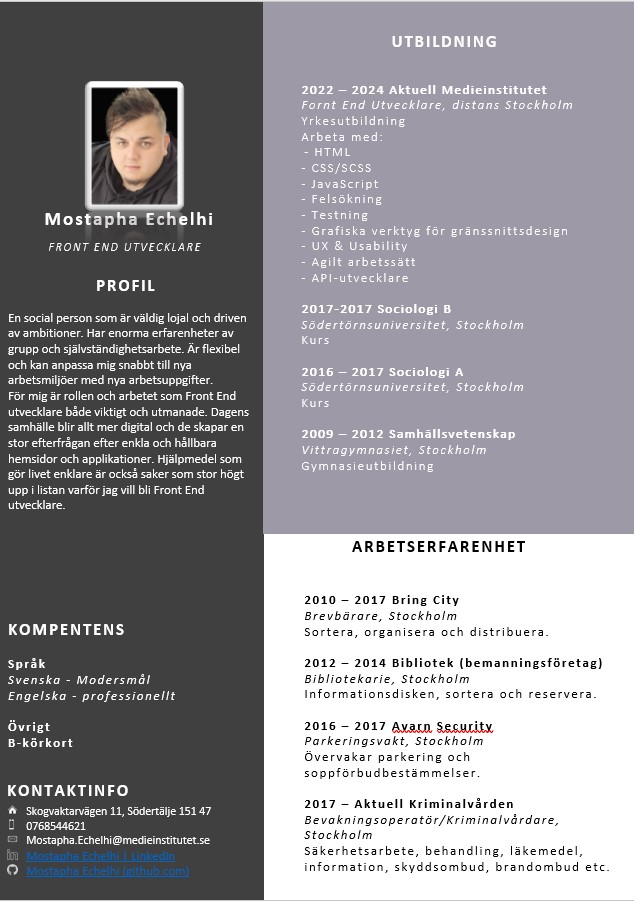 Mostapha Echelhi
FRONT END UTVECKLARE
PROFIL
En social person som är väldig lojal och driven
av ambitioner. Har enorma erfarenheter av
grupp och självständighetsarbete. Är flexibel
och kan anpassa mig snabbt till nya
arbetsmiljöer med nya arbetsuppgifter.
För mig är rollen och arbetet som Front End
utvecklare både viktigt och utmanade. Dagens
samhälle blir allt mer digital och de skapar en
stor efterfrågan efter enkla och hållbara
hemsidor och applikationer. Hjälpmedel som
gör livet enklare är också saker som stor högt
upp i listan varför jag vill bli Front End
utvecklare.
KOMPENTENS
Språk
Svenska - Modersmål
Engelska - professionellt
Övrigt
B-körkort
KONTAKTINFO
Skogvaktarvägen 11, Södertälje 151 47
0768544621
Mostapha.Echelhi@medieinstitutet.se
Mostapha Echelhi | LinkedIn
Mostapha Echelhi (github.com)
UTBILDNING
2022 – 2024 Aktuell Medieinstitutet
Fornt End Utvecklare, distans Stockholm
Yrkesutbildning
Arbeta med:
- HTML
- CSS/SCSS
- JavaScript
- Felsökning
- Testning
- Grafiska verktyg för gränssnittsdesign
- UX & Usability
- Agilt arbetssätt
- API-utvecklare
2017-2017 Sociologi B
Södertörnsuniversitet, Stockholm
Kurs
2016 – 2017 Sociologi A
Södertörnsuniversitet, Stockholm
Kurs
2009 – 2012 Samhällsvetenskap
Vittragymnasiet, Stockholm
Gymnasieutbildning
ARBETSERFARENHET
2010 – 2017 Bring City
Brevbärare, Stockholm
Sortera, organisera och distribuera.
2012 – 2014 Bibliotek (bemanningsföretag)
Bibliotekarie, Stockholm
Informationsdisken, sortera och reservera.
2016 – 2017 Avarn Security
Parkeringsvakt, Stockholm
Övervakar parkering och
soppförbudbestämmelser.
2017 – Aktuell Kriminalvården
Bevakningsoperatör/Kriminalvårdare,
Stockholm
Säkerhetsarbete, behandling, läkemedel,
information, skyddsombud, brandombud etc.